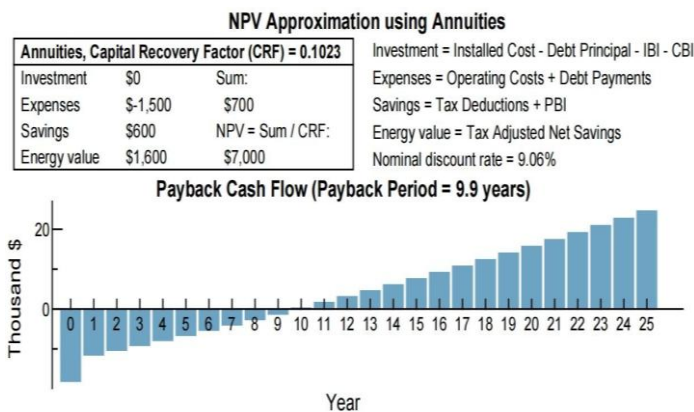 NPV Approximation using Annuities
Annuities, Capital Recovery Factor (CRF) = 0.1023
Investment $0 Sum:
Expenses $-1,500 $700
Savings $600 NPV = Sum / CRF:
Energy value $1,600 $7,000
Investment = Installed Cost - Debt Principal - IBI - CBI
Expenses = Operating Costs + Debt Payments
Savings = Tax Deductions + PBI
Energy value = Tax Adjusted Net Savings
Nominal discount rate = 9.06%
Payback Cash Flow (Payback Period = 9.9 years)
Thousand $
20
0
0 1 2 3 4 5 6 7 8 9 10 11 12 13 14 15 16 17 18 19 20 21 22 23 24 25
Year